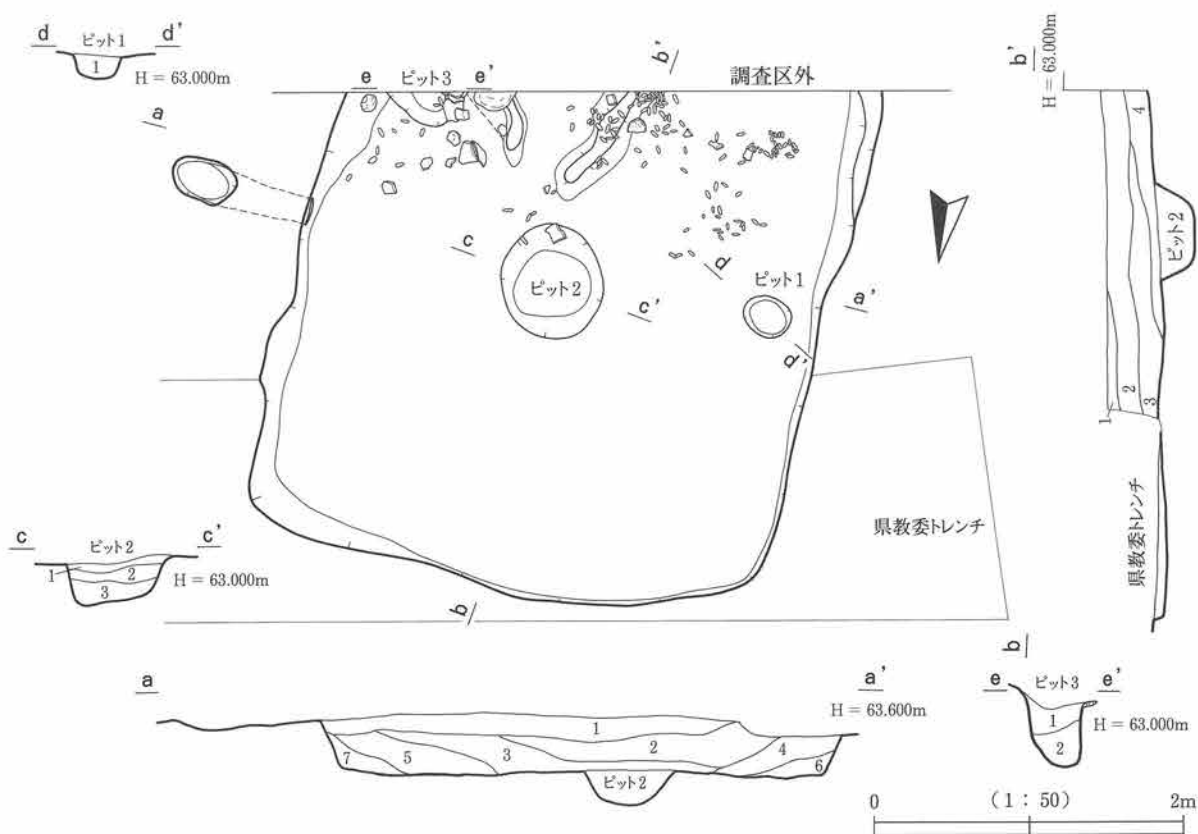 d ピット1 d'
1
H = 63.000m
a
e ピット3 e'
b'
調査区外
b'
H = 63.000m
4
ピット2
1
2
3
県教委トレンチ
b
c
ピット2
c'
d
ピット1
a'
d'
県教委トレンチ
c ピット2 c'
1
2
3
H = 63.000m
b
a
a'
H = 63.600m
1
2
3
4
5
6
7
ピット2
e ピット3 e'
1
2
H = 63.000m
0 (1:50) 2m